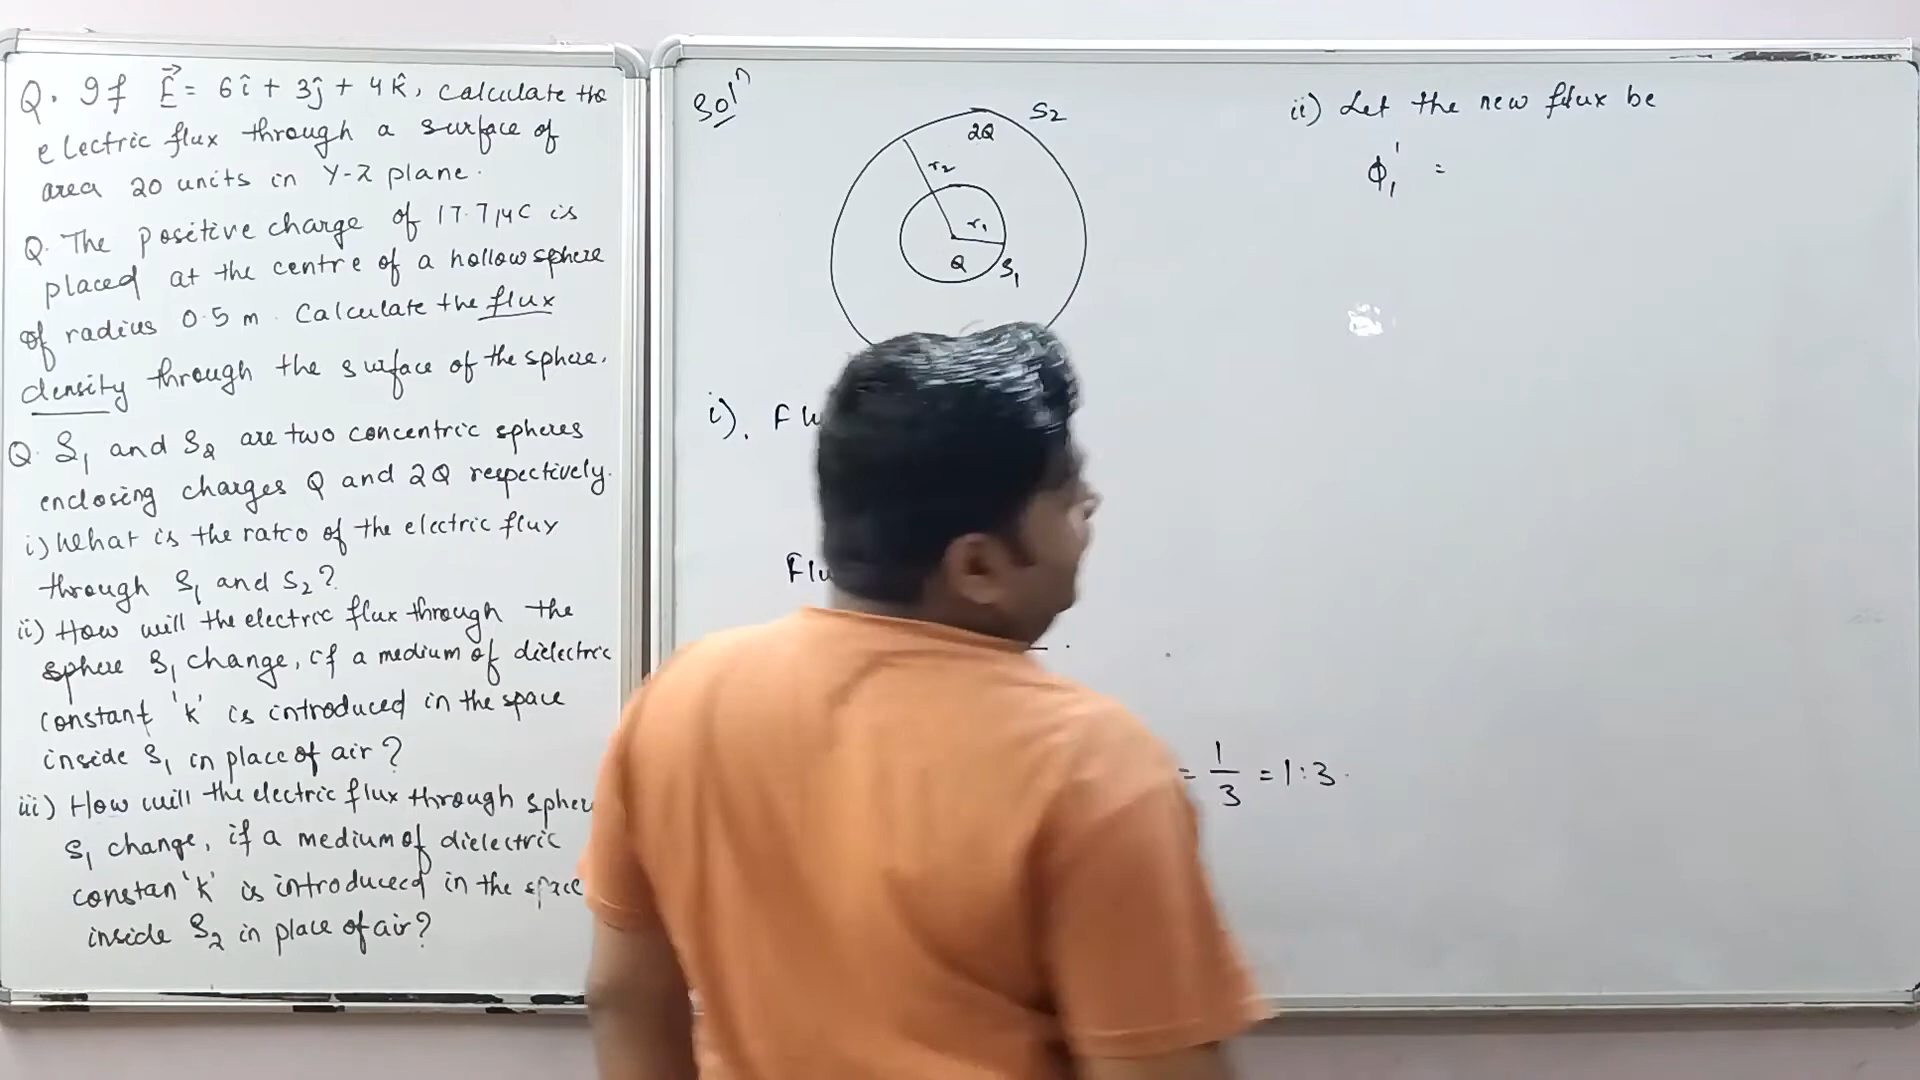 Q. If E⃗ = 6î + 3ĵ + 4k̂, calculate the
electric flux through a surface of
area 20 units in Y-Z plane.
Q. The positive charge of 17.7 μC is
placed at the centre of a hollow sphere
of radius 0.5 m. Calculate the flux
density through the surface of the sphere.
Q. S₁ and S₂ are two concentric spheres
enclosing charges Q and 2Q respectively.
i) What is the ratio of the electric flux
through S₁ and S₂?
ii) How will the electric flux through the
sphere S₁ change, if a medium of dielectric
constant 'k' is introduced in the space
inside S₁ in place of air?
iii) How will the electric flux through sphere
S₁ change, if a medium of dielectric
constan 'k' is introduceed in the space
inside S₂ in place of air?
Solⁿ
S₂
2Q
r₂
r₁
Q
S₁
i).
= 1/3 = 1:3.
ii) Let the new flux be
ϕ₁' =